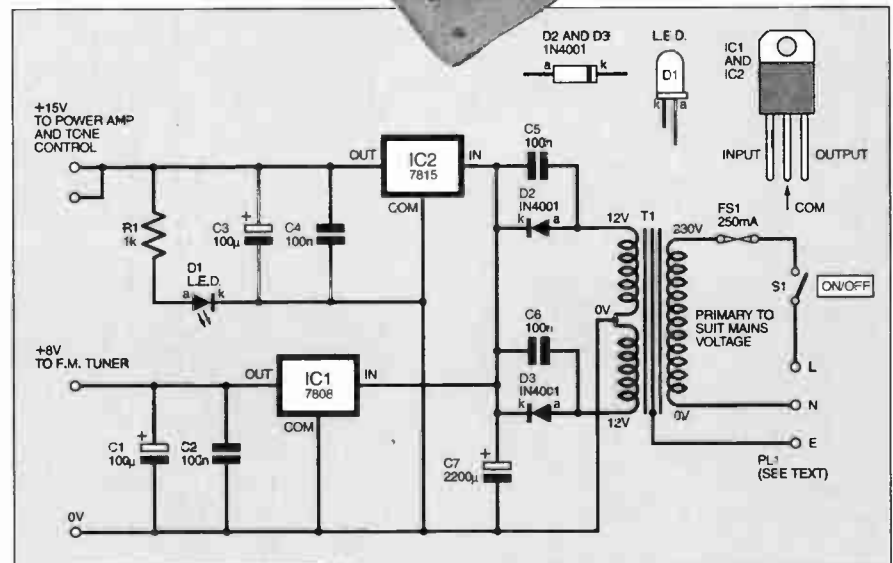 D2 AND D3
1N4001
a
k
L.E.D.
D1
k
a
IC1
AND
IC2
INPUT
OUTPUT
COM
+15V
TO POWER AMP
AND TONE
CONTROL
R1
1k
C3
100µ
+
C4
100n
D1
L.E.D.
a
k
OUT
IC2
7815
IN
COM
C5
100n
D2
IN4001
k
a
12V
T1
230V
FS1
250mA
0V
S1
ON/OFF
PRIMARY TO
SUIT MAINS
VOLTAGE
C6
100n
D3
IN4001
k
a
12V
0V
L
N
E
PL1
(SEE TEXT)
+8V
TO F.M. TUNER
OUT
IC1
7808
IN
COM
C1
100µ
+
C2
100n
C7
2200µ
+
0V